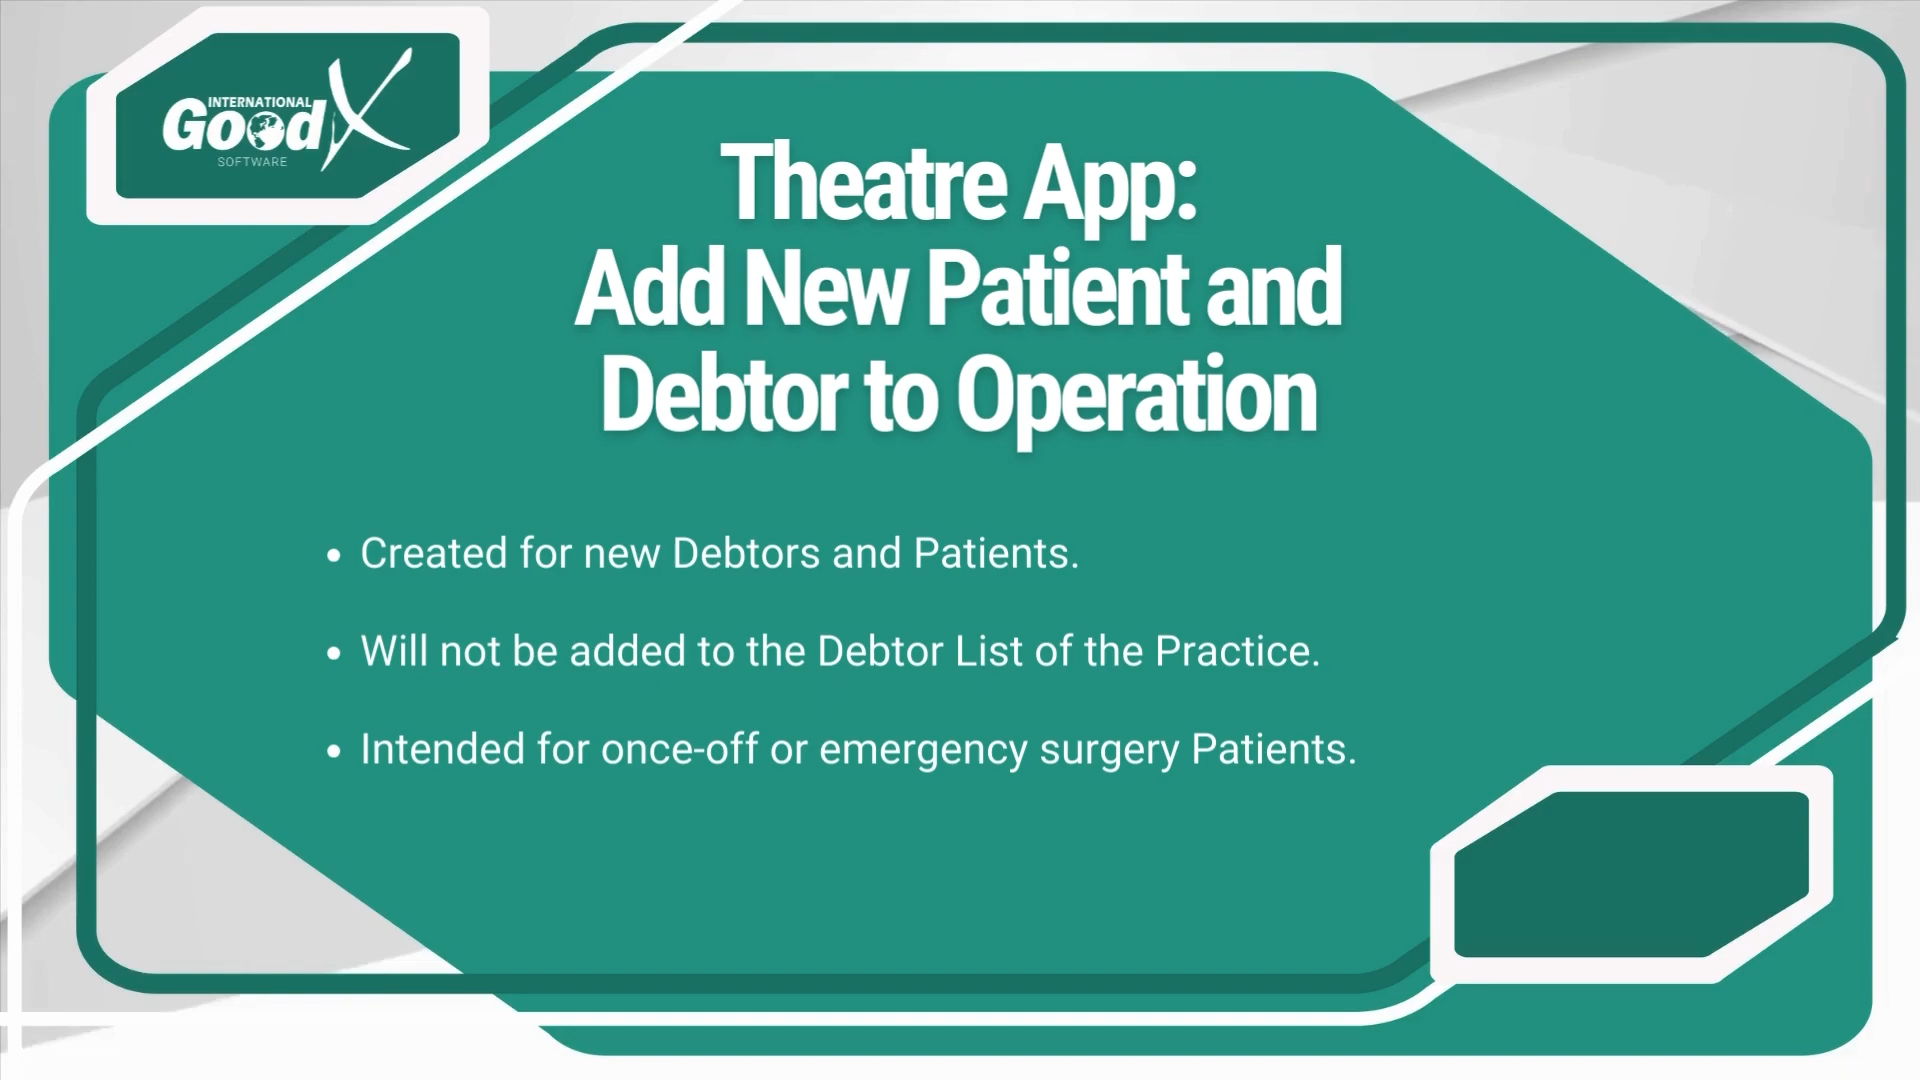 INTERNATIONAL
GoodX
SOFTWARE
Theatre App:
Add New Patient and
Debtor to Operation
• Created for new Debtors and Patients.
• Will not be added to the Debtor List of the Practice.
• Intended for once-off or emergency surgery Patients.